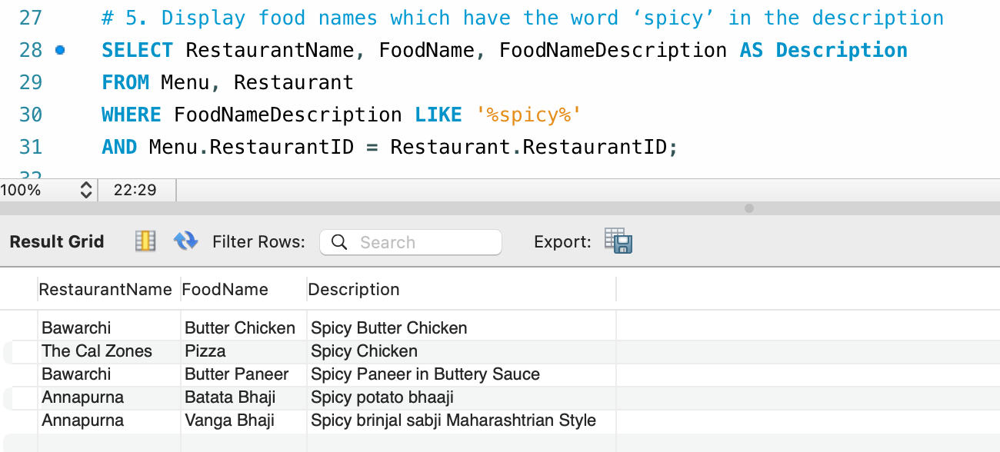 27 # 5. Display food names which have the word ‘spicy’ in the description
28 SELECT RestaurantName, FoodName, FoodNameDescription AS Description
29 FROM Menu, Restaurant
30 WHERE FoodNameDescription LIKE '%spicy%'
31 AND Menu.RestaurantID = Restaurant.RestaurantID;
32
100% 22:29
Result Grid Filter Rows: Search Export:
RestaurantName FoodName Description
Bawarchi Butter Chicken Spicy Butter Chicken
The Cal Zones Pizza Spicy Chicken
Bawarchi Butter Paneer Spicy Paneer in Buttery Sauce
Annapurna Batata Bhaji Spicy potato bhaaji
Annapurna Vanga Bhaji Spicy brinjal sabji Maharashtrian Style